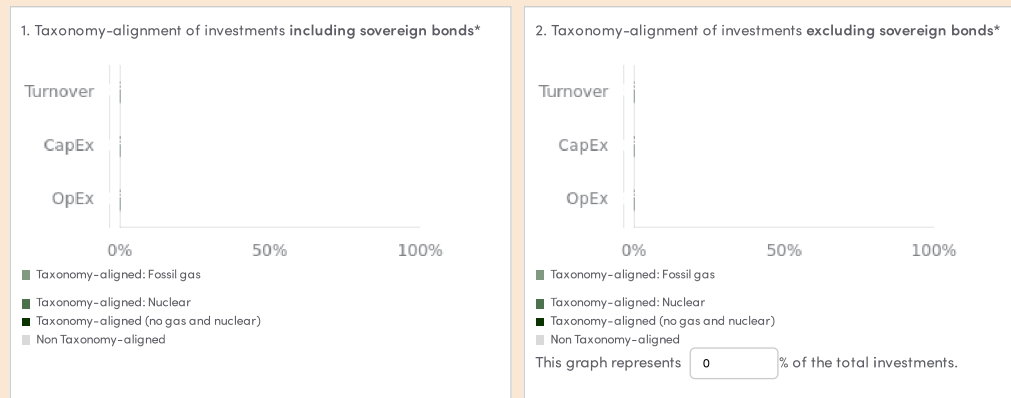 1. Taxonomy-alignment of investments including sovereign bonds*
Turnover
CapEx
OpEx
0% 50% 100%
Taxonomy-aligned: Fossil gas
Taxonomy-aligned: Nuclear
Taxonomy-aligned (no gas and nuclear)
Non Taxonomy-aligned
2. Taxonomy-alignment of investments excluding sovereign bonds*
Turnover
CapEx
OpEx
0% 50% 100%
Taxonomy-aligned: Fossil gas
Taxonomy-aligned: Nuclear
Taxonomy-aligned (no gas and nuclear)
Non Taxonomy-aligned
This graph represents 0 % of the total investments.